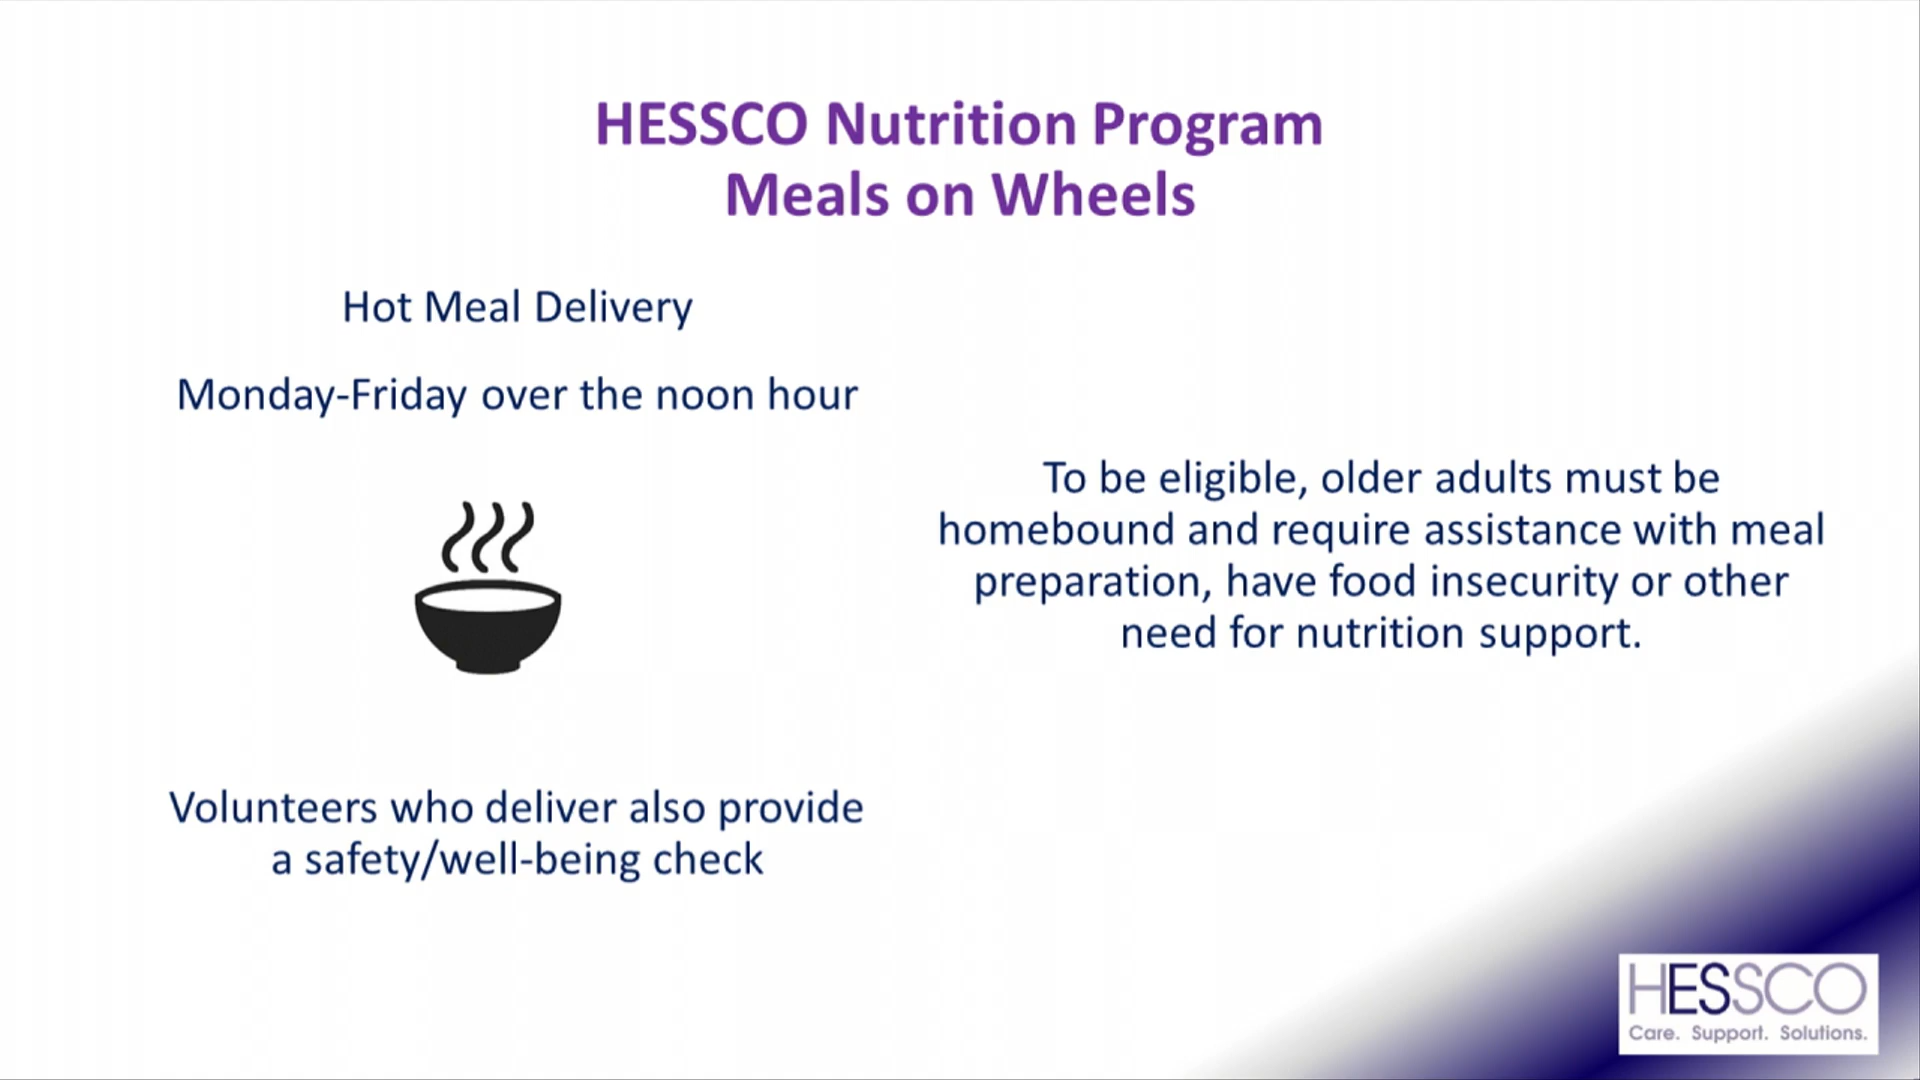 HESSCO Nutrition Program
Meals on Wheels
Hot Meal Delivery
Monday-Friday over the noon hour
Volunteers who deliver also provide
a safety/well-being check
To be eligible, older adults must be
homebound and require assistance with meal
preparation, have food insecurity or other
need for nutrition support.
HESSCO
Care. Support. Solutions.